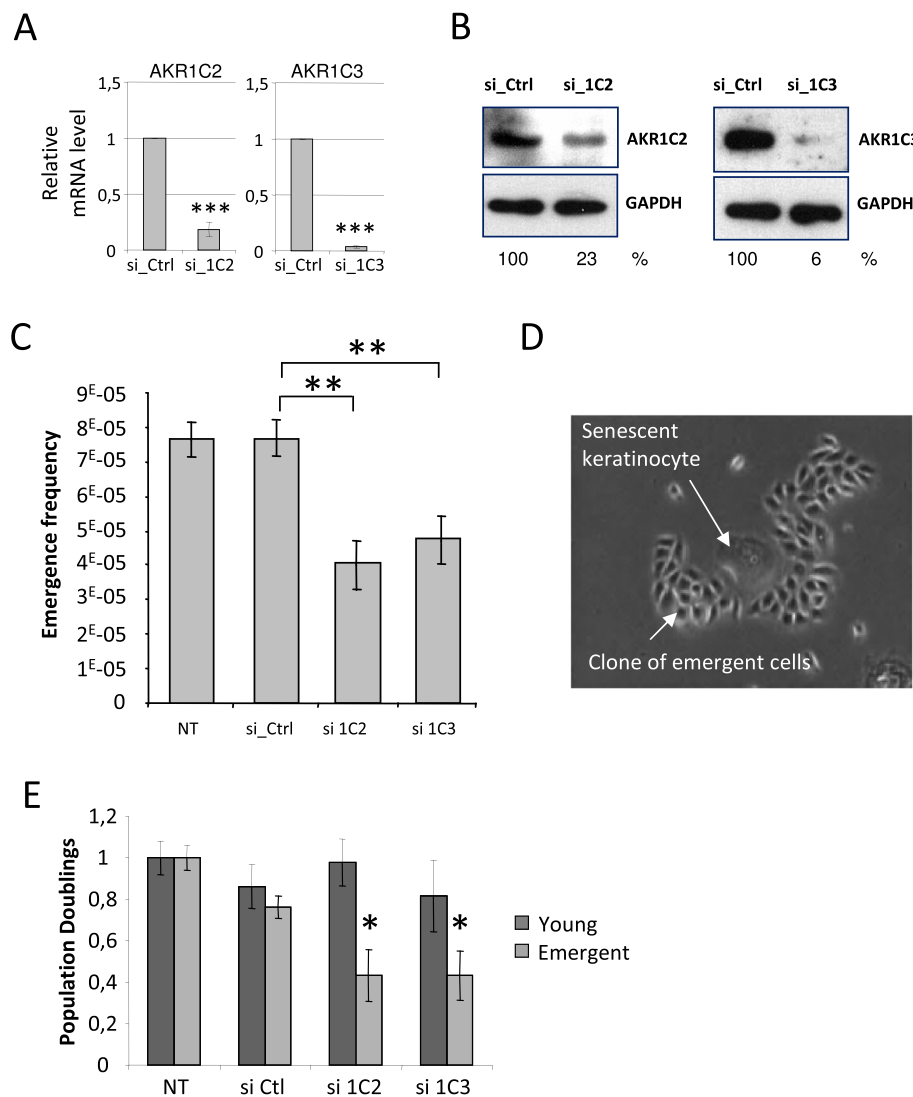 A
AKR1C2
AKR1C3
Relative
mRNA level
1,5
1
0,5
0
***
si_Ctrl
si_1C2
1,5
1
0,5
0
***
si_Ctrl
si_1C3
B
si_Ctrl
si_1C2
AKR1C2
GAPDH
100
23
%
si_Ctrl
si_1C3
AKR1C3
GAPDH
100
6
%
C
Emergence frequency
9E-05
8E-05
7E-05
6E-05
5E-05
4E-05
3E-05
2E-05
1E-05
0
**
**
NT
si_Ctrl
si 1C2
si 1C3
D
Senescent
keratinocyte
Clone of emergent cells
E
Population Doublings
1,2
1
0,8
0,6
0,4
0,2
0
*
*
NT
si Ctl
si 1C2
si 1C3
Young
Emergent